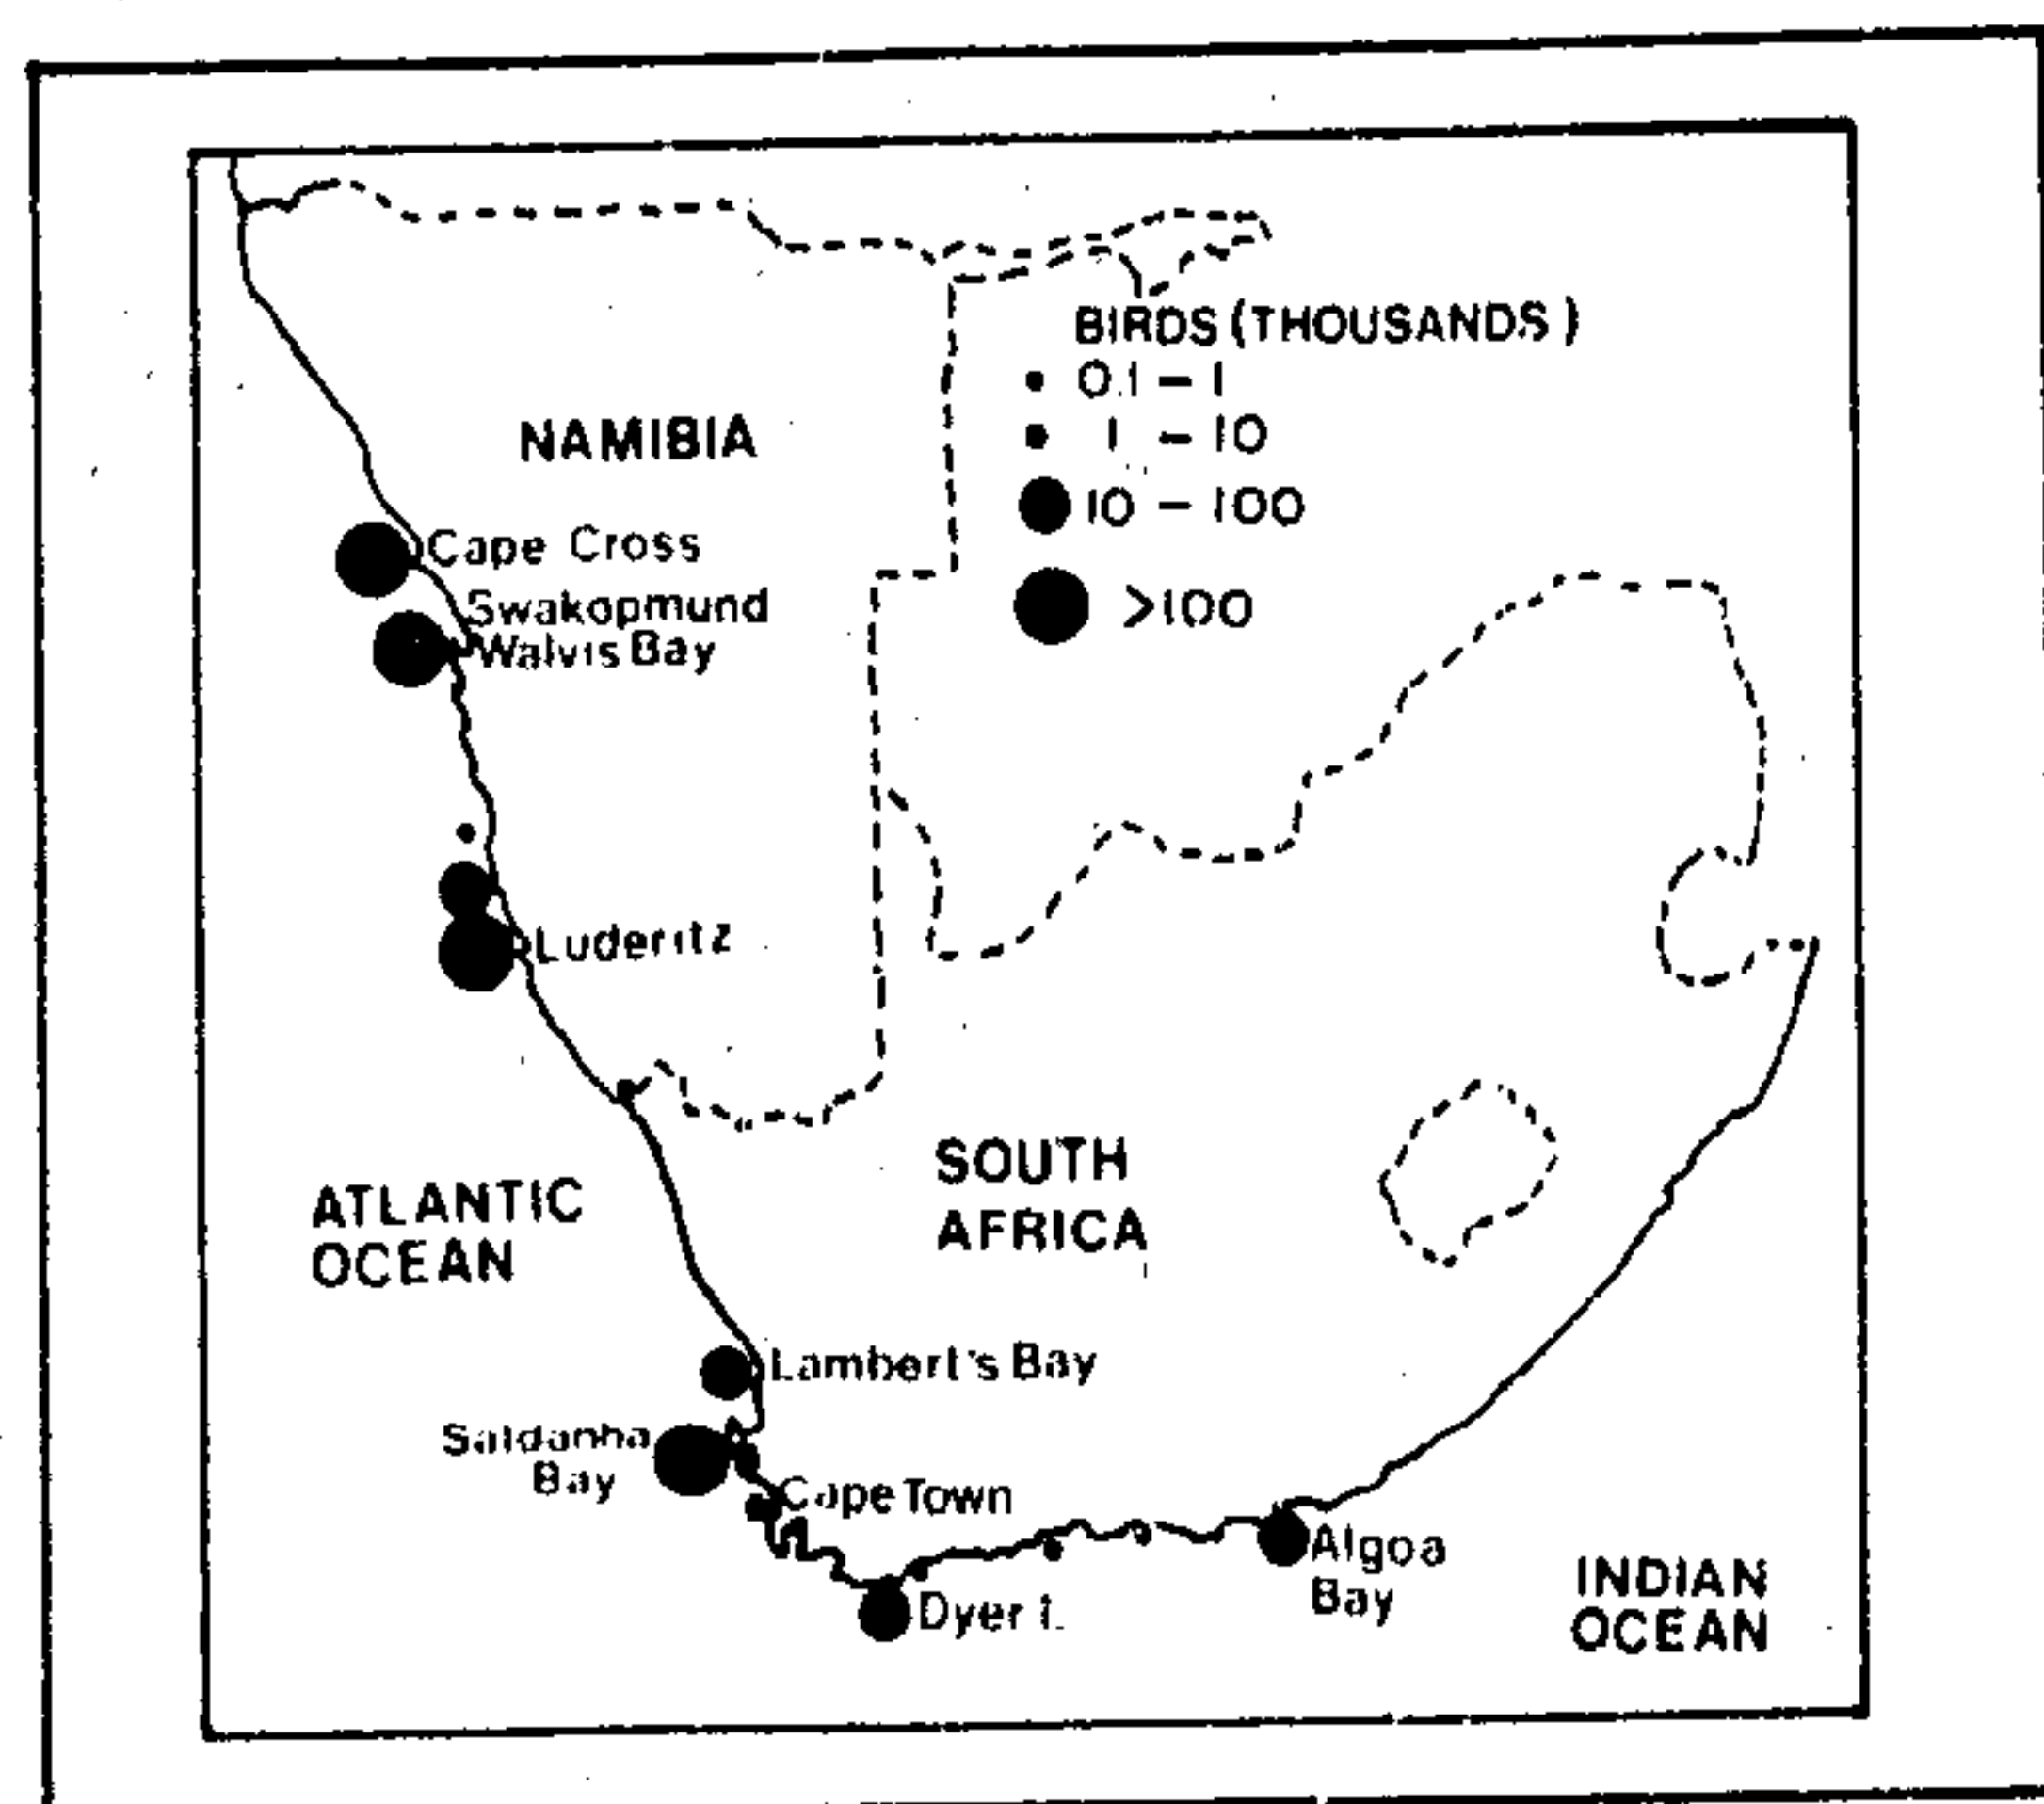 BIRDS (THOUSANDS)
0.1 – 1
1 – 10
10 – 100
>100
NAMIBIA
Cape Cross
Swakopmund
Walvis Bay
Luderitz
ATLANTIC
OCEAN
SOUTH
AFRICA
Lambert's Bay
Saldanha
Bay
Cape Town
Dyer I.
Algoa
Bay
INDIAN
OCEAN